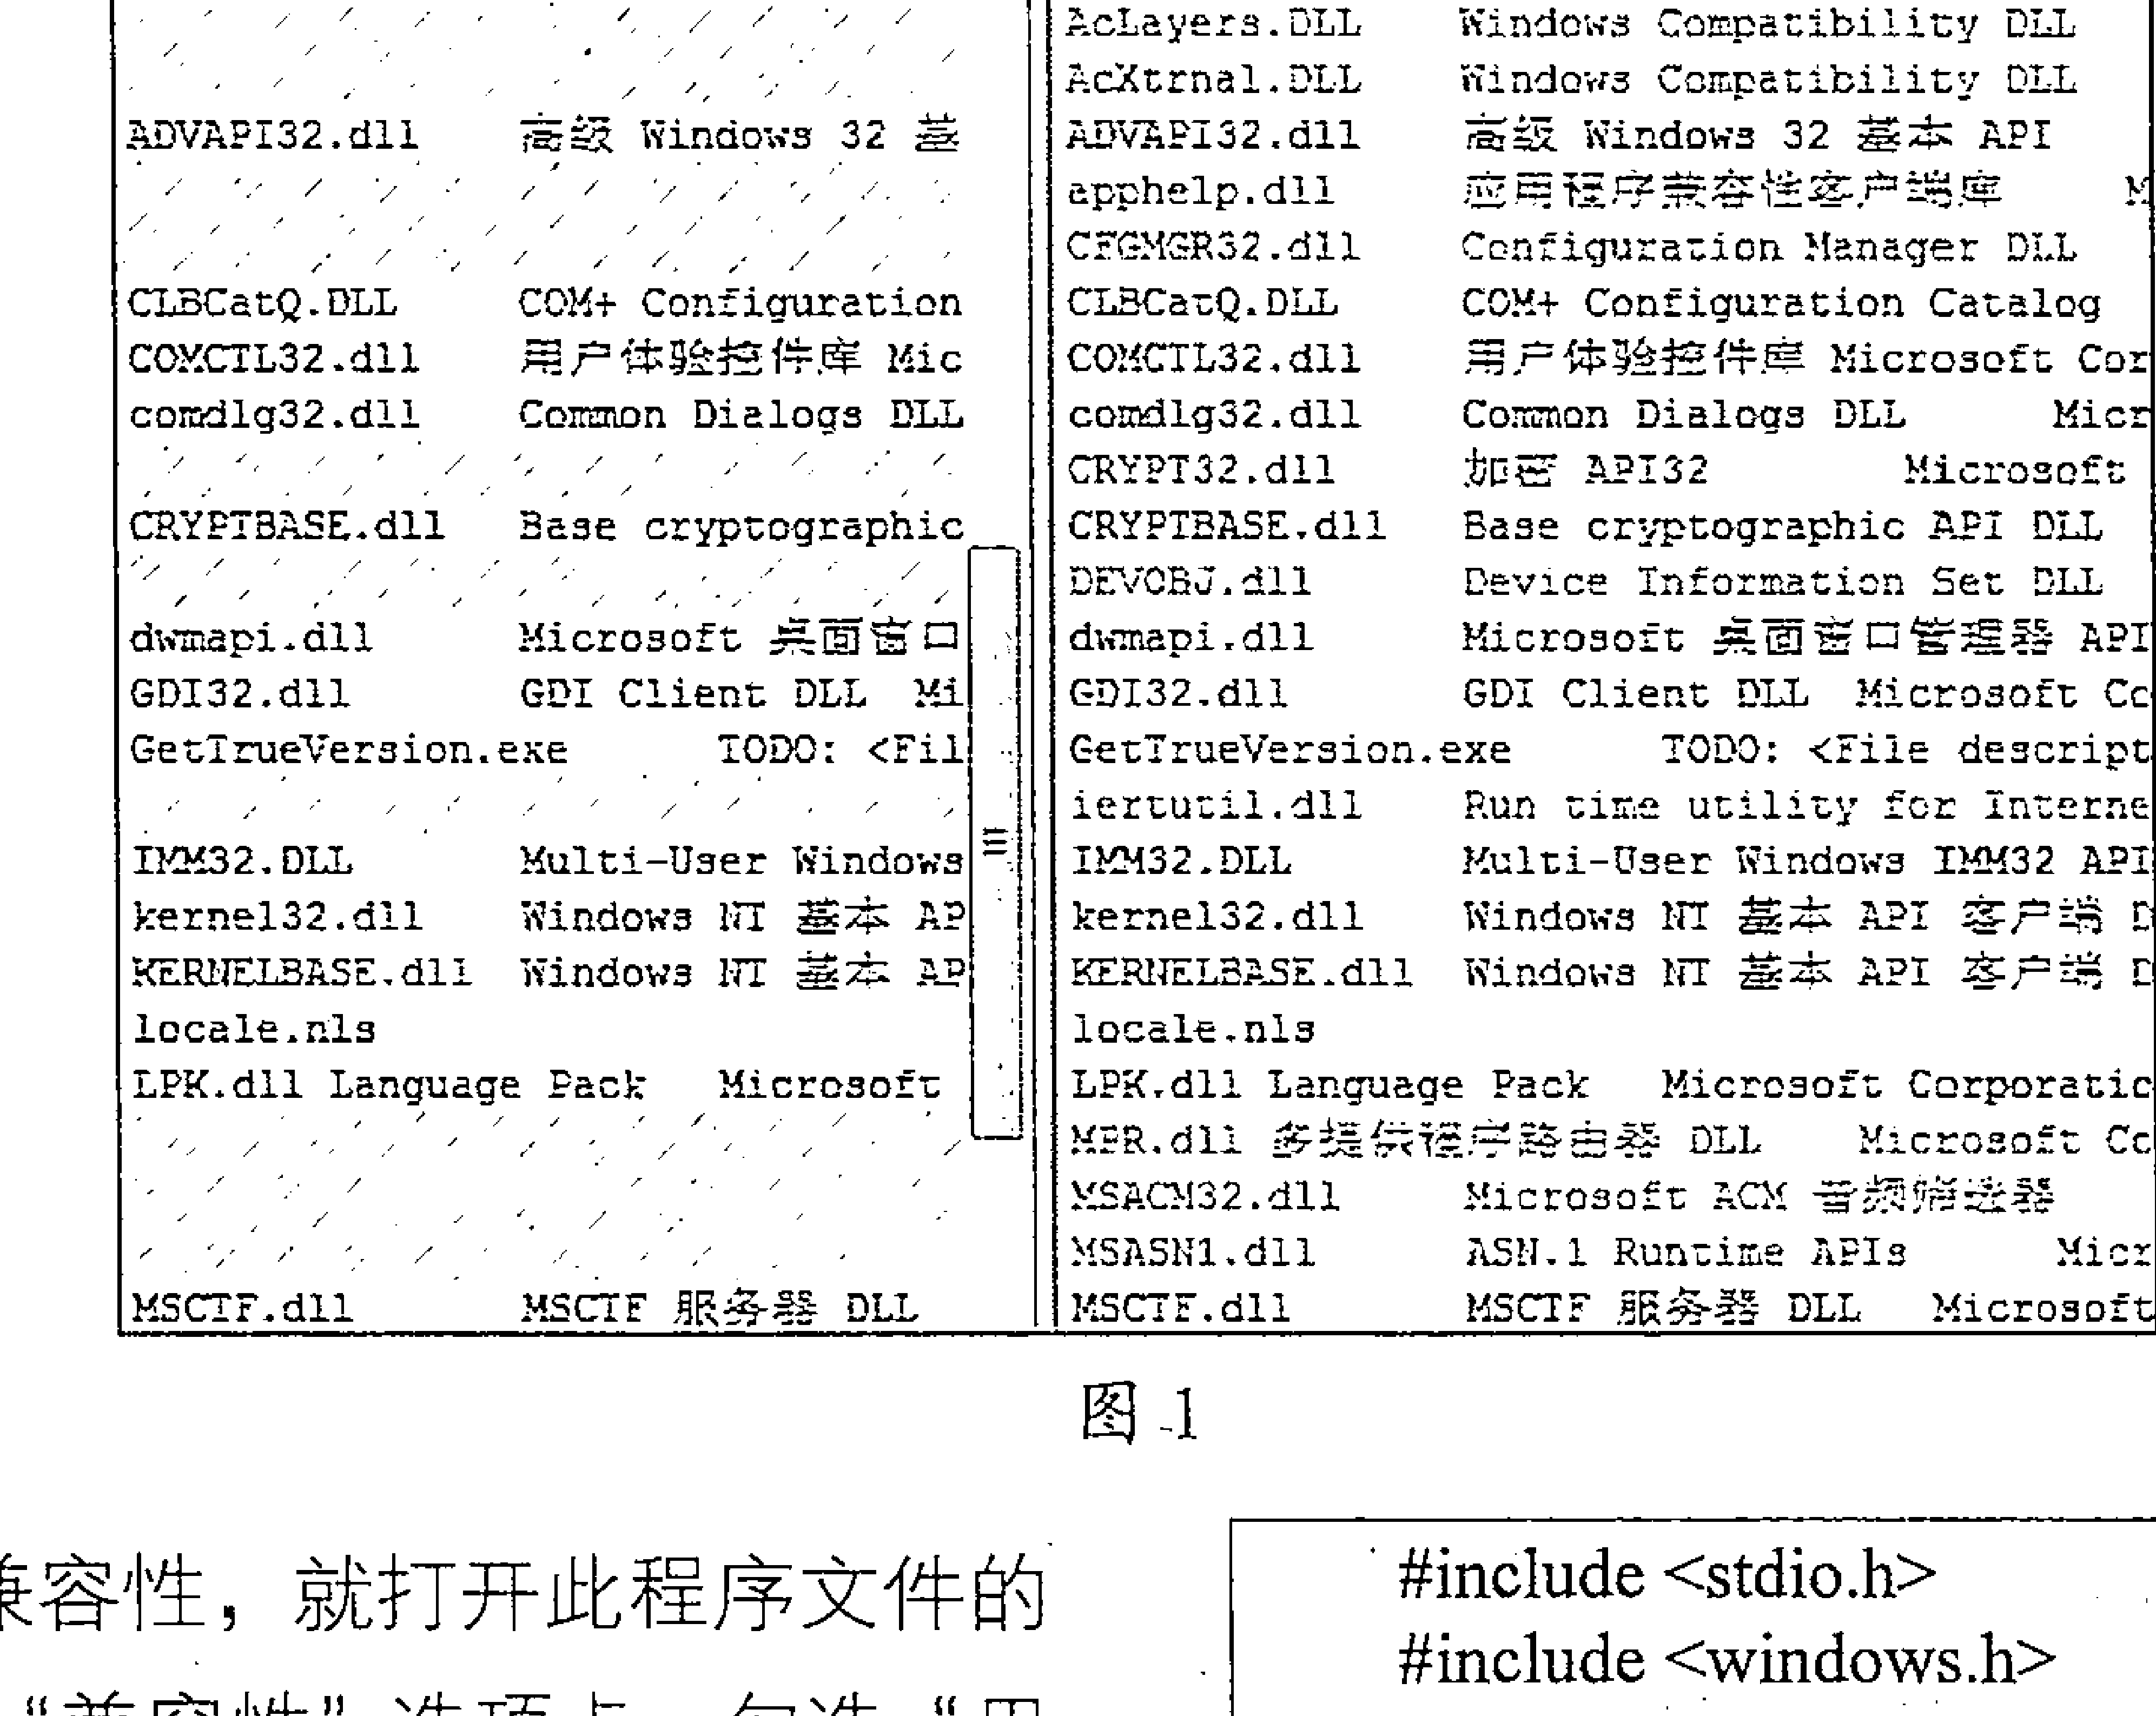 AcLayers.DLL Windows Compatibility DLL
AcXtrnal.DLL Windows Compatibility DLL
ADVAPI32.dll 高级 Windows 32 基
ADVAPI32.dll 高级 Windows 32 基本 API
apphelp.dll 应用程序兼容性客户端库 M
CFGMGR32.dll Configuration Manager DLL
CLBCatQ.DLL COM+ Configuration
CLBCatQ.DLL COM+ Configuration Catalog
COMCTL32.dll 用户体验控件库 Mic
COMCTL32.dll 用户体验控件库 Microsoft Cor
comdlg32.dll Common Dialogs DLL
comdlg32.dll Common Dialogs DLL Micr
CRYPT32.dll 加密 API32 Microsoft
CRYPTBASE.dll Base cryptographic
CRYPTBASE.dll Base cryptographic API DLL
DEVOBJ.dll Device Information Set DLL
dwmapi.dll Microsoft 桌面窗口
dwmapi.dll Microsoft 桌面窗口管理器 API
GDI32.dll GDI Client DLL Mi
GDI32.dll GDI Client DLL Microsoft Co
GetTrueVersion.exe TODO: <Fil
GetTrueVersion.exe TODO: <File descript
iertutil.dll Run time utility for Interne
IMM32.DLL Multi-User Windows
IMM32.DLL Multi-User Windows IMM32 API
kernel32.dll Windows NT 基本 AP
kernel32.dll Windows NT 基本 API 客户端 D
KERNELBASE.dll Windows NT 基本 AP
KERNELBASE.dll Windows NT 基本 API 客户端 D
locale.nls
locale.nls
LPK.dll Language Pack Microsoft
LPK.dll Language Pack Microsoft Corporatio
MPR.dll 多提供程序路由器 DLL Microsoft Co
MSACM32.dll Microsoft ACM 音频筛选器
MSASN1.dll ASN.1 Runtime APIs Micr
MSCTF.dll MSCTF 服务器 DLL
MSCTF.dll MSCTF 服务器 DLL Microsoft
图 1
兼容性，就打开此程序文件的
“兼容性”选项卡，勾选“用
#include <stdio.h>
#include <windows.h>